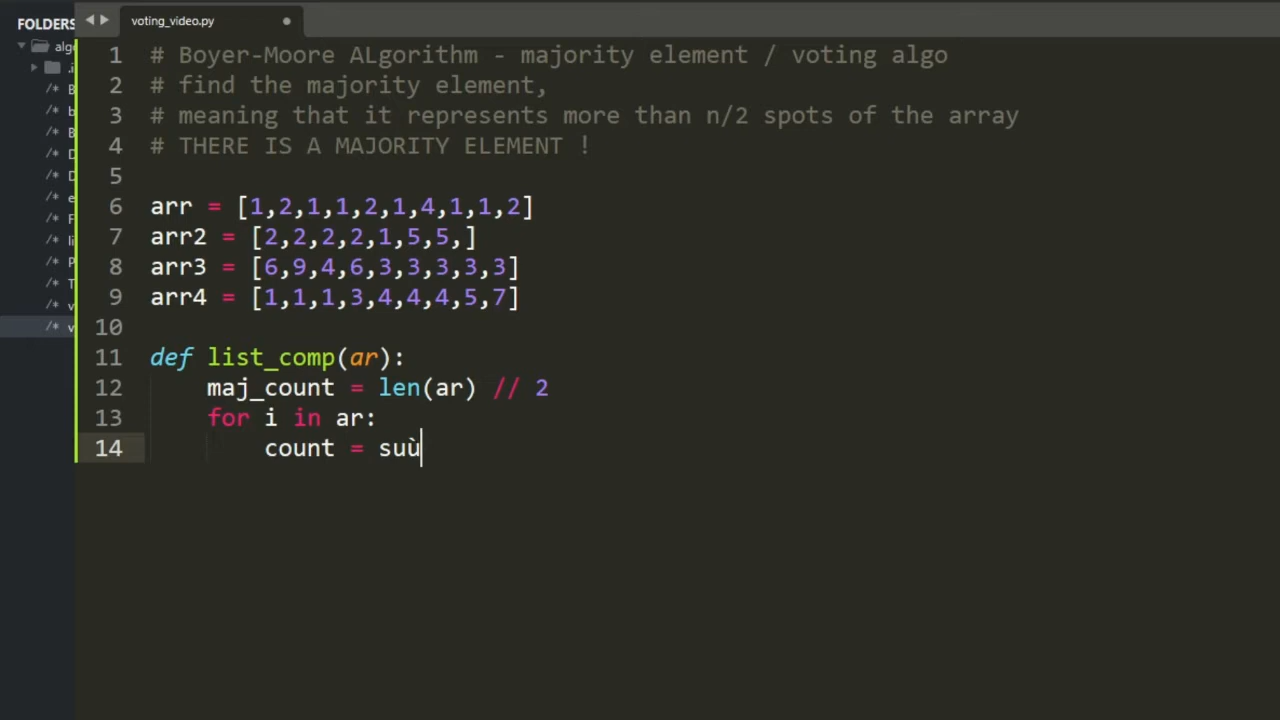 FOLDERS
voting_video.py
1 # Boyer-Moore ALgorithm - majority element / voting algo
2 # find the majority element,
3 # meaning that it represents more than n/2 spots of the array
4 # THERE IS A MAJORITY ELEMENT !
5
6 arr = [1,2,1,1,2,1,4,1,1,2]
7 arr2 = [2,2,2,2,1,5,5,]
8 arr3 = [6,9,4,6,3,3,3,3,3]
9 arr4 = [1,1,1,3,4,4,4,5,7]
10
11 def list_comp(ar):
12 maj_count = len(ar) // 2
13 for i in ar:
14 count = suù